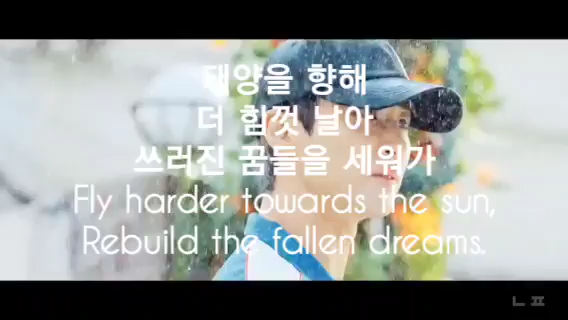 태양을 향해
더 힘껏 날아
쓰러진 꿈들을 세워가
Fly harder towards the sun,
Rebuild the fallen dreams.
ㄴㅍ